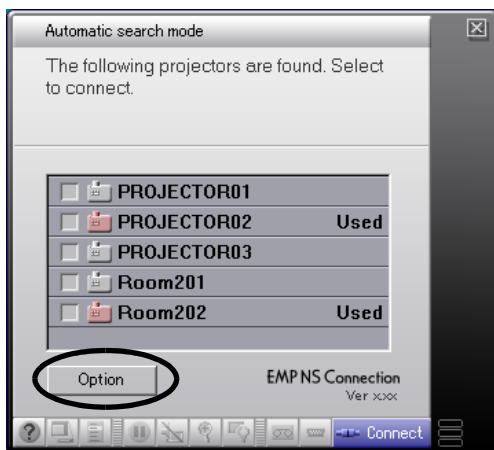 Automatic search mode
The following projectors are found. Select
to connect.
PROJECTOR01
PROJECTOR02 Used
PROJECTOR03
Room201
Room202 Used
Option
EMP NS Connection
Ver x.xx
? Connect